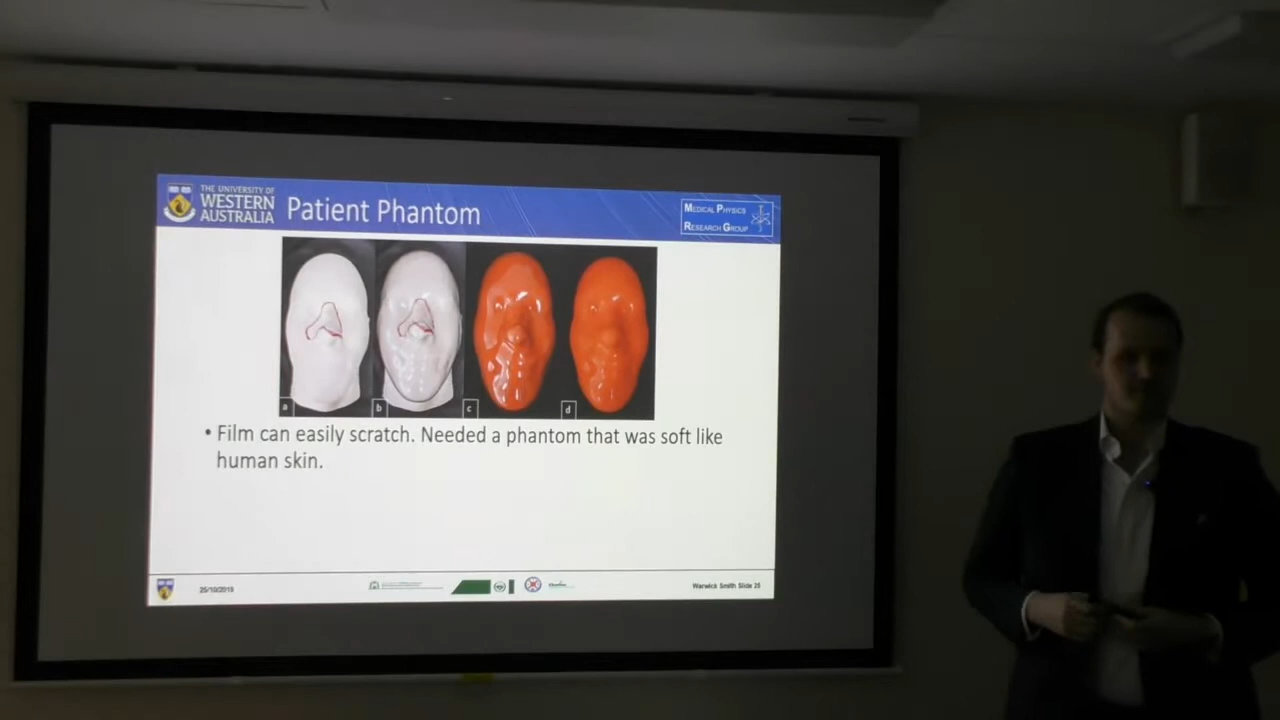 THE UNIVERSITY OF
WESTERN
AUSTRALIA
Patient Phantom
MEDICAL PHYSICS
RESEARCH GROUP
a
b
c
d
• Film can easily scratch. Needed a phantom that was soft like
human skin.
25/10/2019
Warwick Smith Slide 25